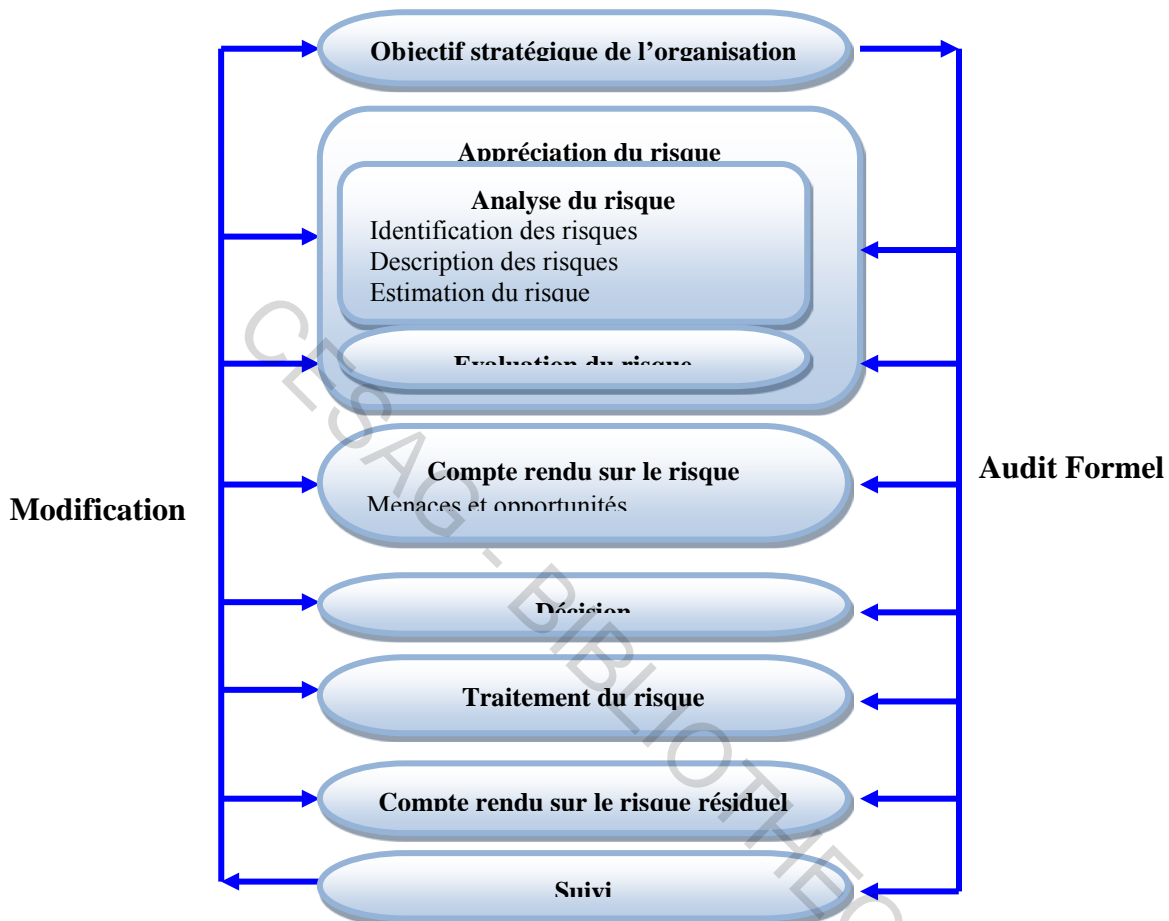 Objectif stratégique de l’organisation
Appréciation du risque
Analyse du risque
Identification des risques
Description des risques
Estimation du risque
Evaluation du risque
Compte rendu sur le risque
Menaces et opportunités
Modification
Audit Formel
Décision
Traitement du risque
Compte rendu sur le risque résiduel
Suivi
CESAG - BIBLIOTHEQ